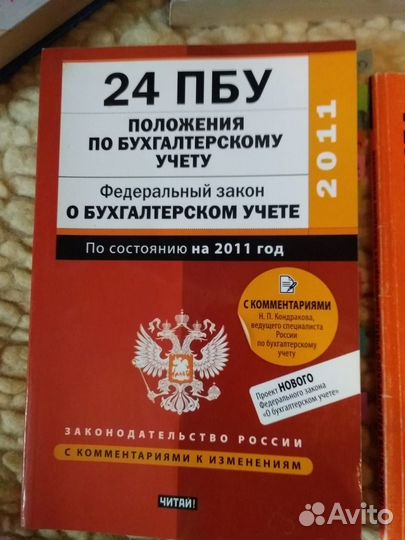 24 ПБУ
ПОЛОЖЕНИЯ
ПО БУХГАЛТЕРСКОМУ
УЧЕТУ
Федеральный закон
О БУХГАЛТЕРСКОМ УЧЕТЕ
2011
По состоянию на 2011 год
С КОММЕНТАРИЯМИ
Н. П. Кондракова,
ведущего специалиста
России
по бухгалтерскому
учету
Проект НОВОГО
Федерального закона
«О бухгалтерском учете»
ЗАКОНОДАТЕЛЬСТВО РОССИИ
С КОММЕНТАРИЯМИ К ИЗМЕНЕНИЯМ
ЧИТАЙ!
Avito